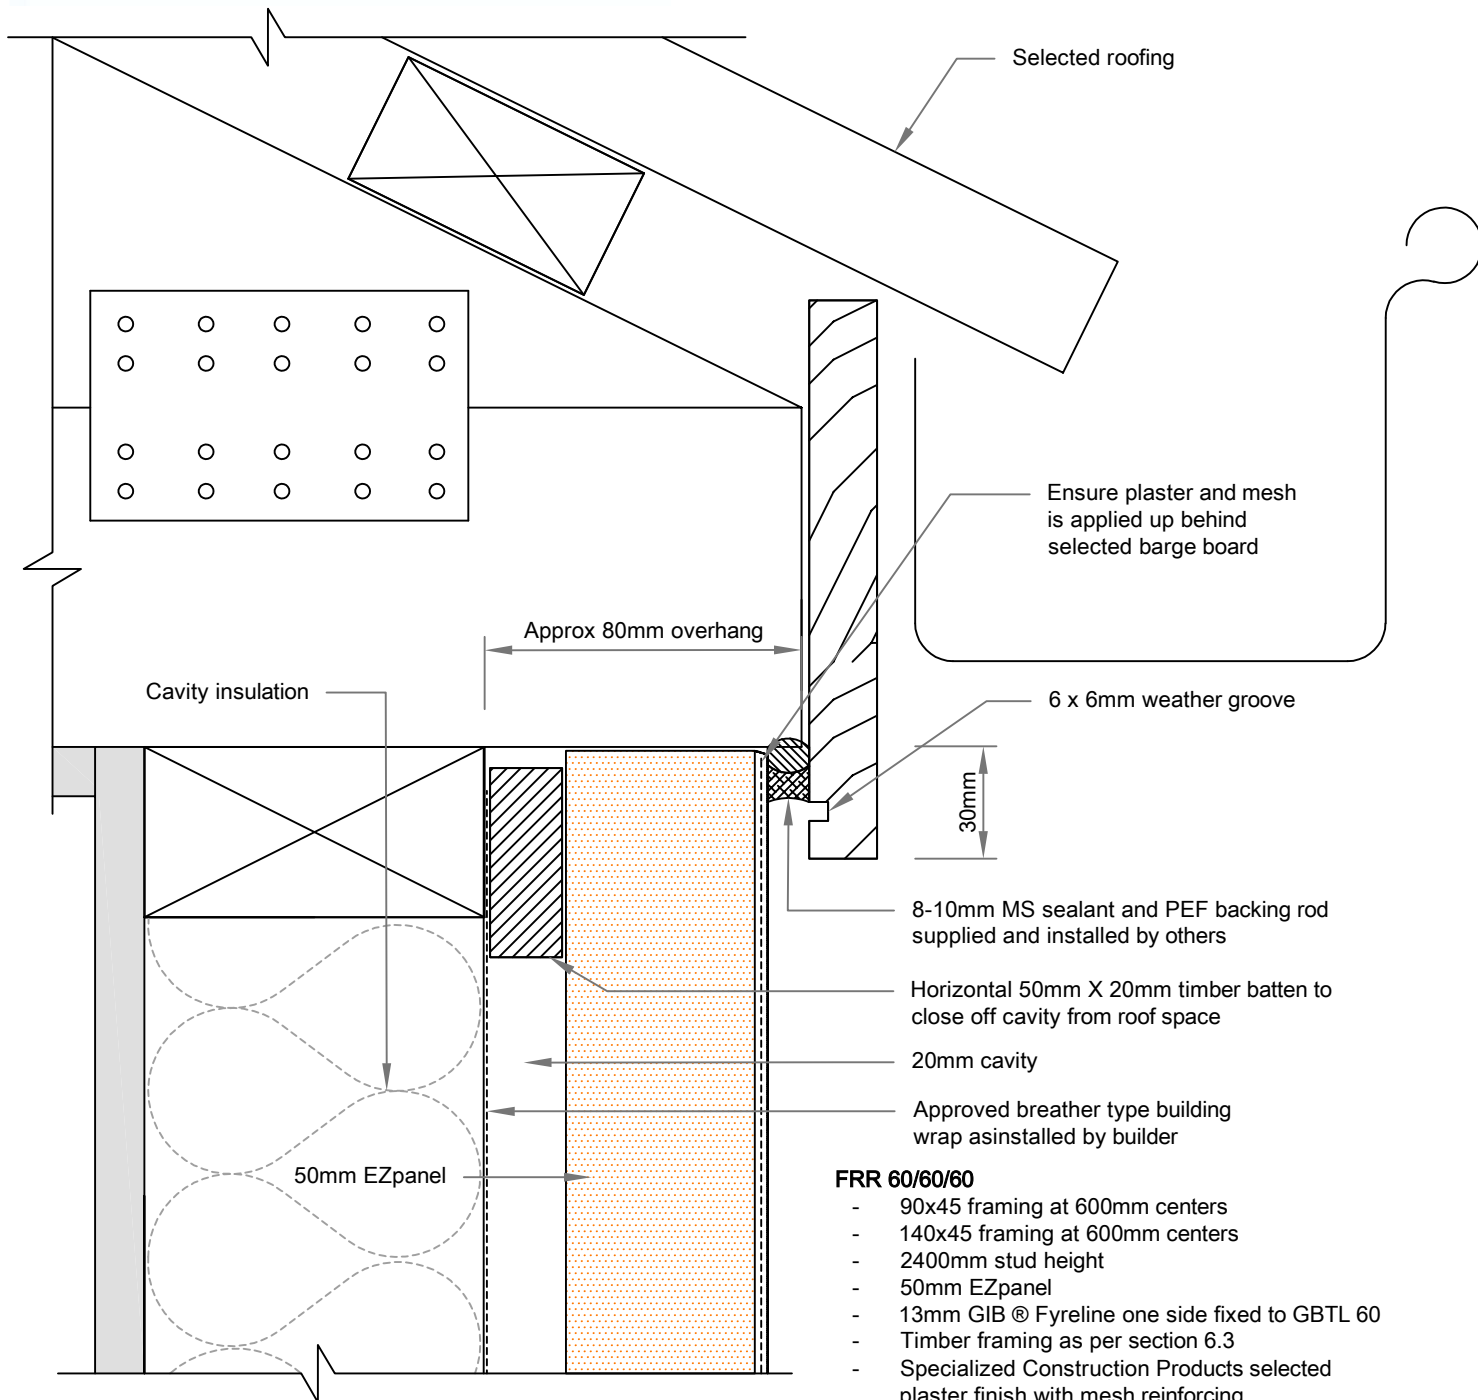 Selected roofing
Ensure plaster and mesh
is applied up behind
selected barge board
Approx 80mm overhang
Cavity insulation
6 x 6mm weather groove
30mm
8-10mm MS sealant and PEF backing rod
supplied and installed by others
Horizontal 50mm X 20mm timber batten to
close off cavity from roof space
20mm cavity
Approved breather type building
wrap asinstalled by builder
50mm EZpanel
FRR 60/60/60
- 90x45 framing at 600mm centers
- 140x45 framing at 600mm centers
- 2400mm stud height
- 50mm EZpanel
- 13mm GIB ® Fyreline one side fixed to GBTL 60
- Timber framing as per section 6.3
- Specialized Construction Products selected
plaster finish with mesh reinforcing